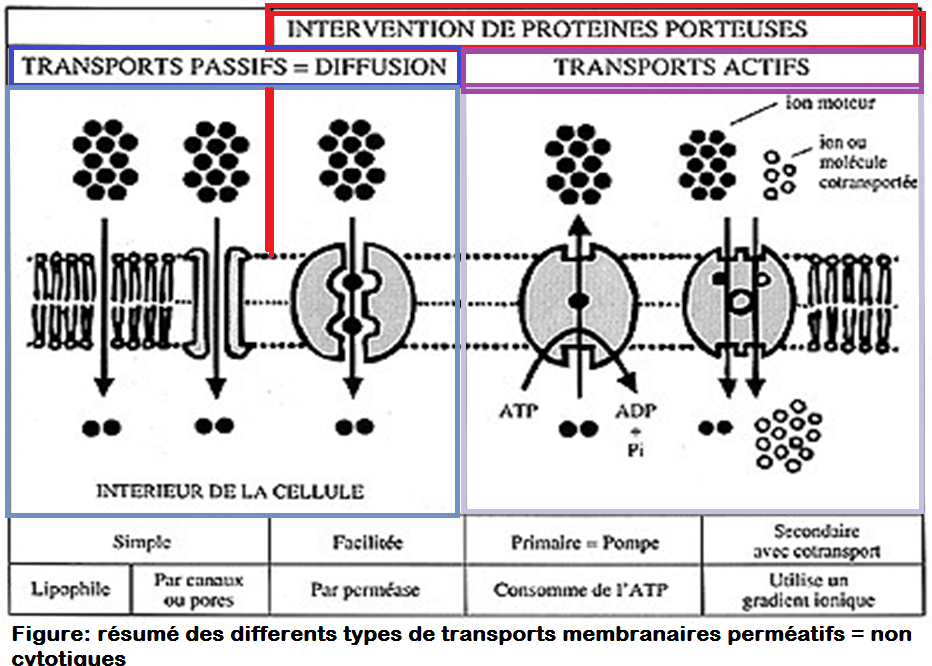 INTERVENTION DE PROTEINES PORTEUSES
TRANSPORTS PASSIFS = DIFFUSION
TRANSPORTS ACTIFS
ion moteur
ion ou
molécule
cotransportée
ATP
ADP
+
Pi
INTERIEUR DE LA CELLULE
Simple
Facilitée
Primaire = Pompe
Secondaire
avec cotransport
Lipophile
Par canaux
ou pores
Par perméase
Consomme de l'ATP
Utilise un
gradient ionique
Figure: résumé des differents types de transports membranaires perméatifs = non
cytotiques